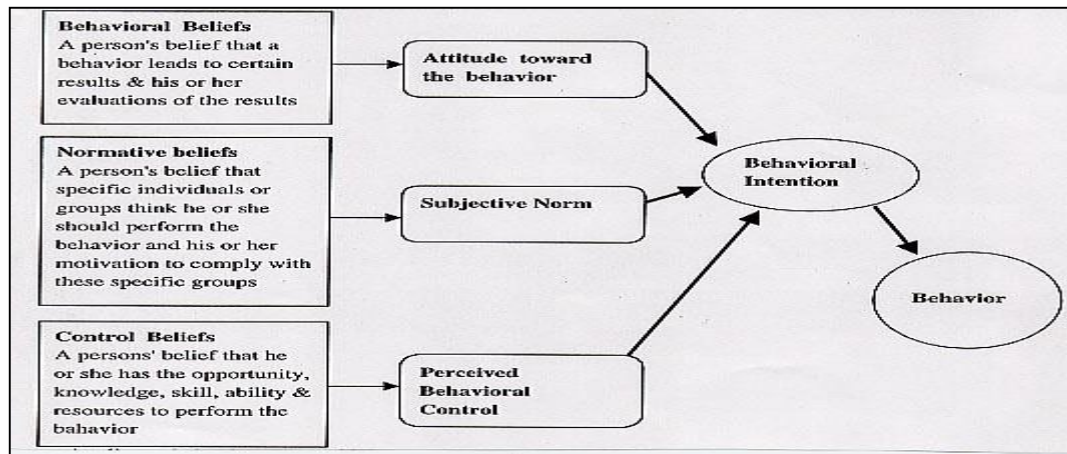 Behavioral Beliefs
A person's belief that a
behavior leads to certain
results & his or her
evaluations of the results
Attitude toward
the behavior
Normative beliefs
A person's belief that
specific individuals or
groups think he or she
should perform the
behavior and his or her
motivation to comply with
these specific groups
Subjective Norm
Control Beliefs
A persons' belief that he
or she has the opportunity,
knowledge, skill, ability &
resources to perform the
bahavior
Perceived
Behavioral
Control
Behavioral
Intention
Behavior